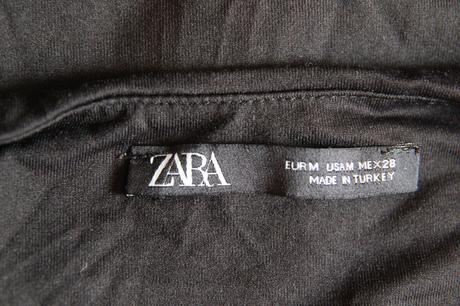 ZARA
EUR M USA M MEX 28
MADE IN TURKEY